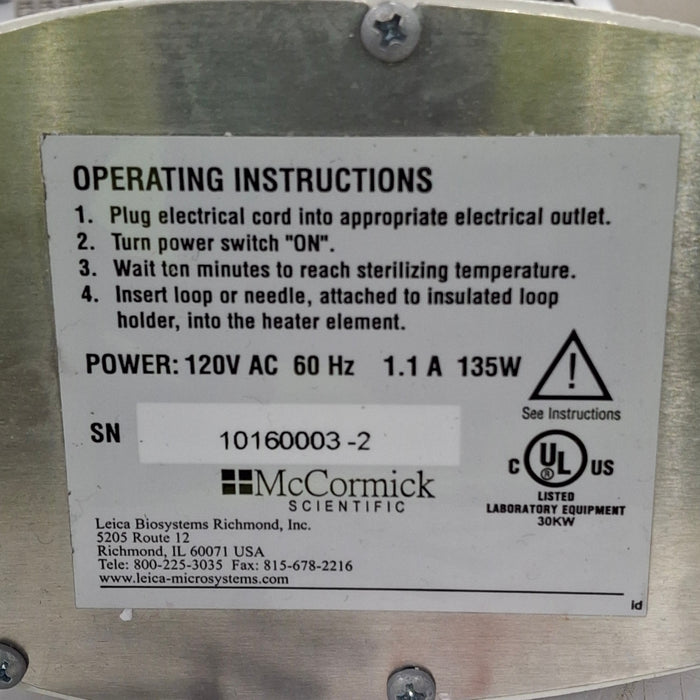 OPERATING INSTRUCTIONS
1. Plug electrical cord into appropriate electrical outlet.
2. Turn power switch "ON".
3. Wait ten minutes to reach sterilizing temperature.
4. Insert loop or needle, attached to insulated loop
holder, into the heater element.
POWER: 120V AC 60 Hz 1.1 A 135W
!
See Instructions
SN 10160003-2
C UL ® US
LISTED
LABORATORY EQUIPMENT
30KW
McCormick
SCIENTIFIC
Leica Biosystems Richmond, Inc.
5205 Route 12
Richmond, IL 60071 USA
Tele: 800-225-3035 Fax: 815-678-2216
www.leica-microsystems.com
id